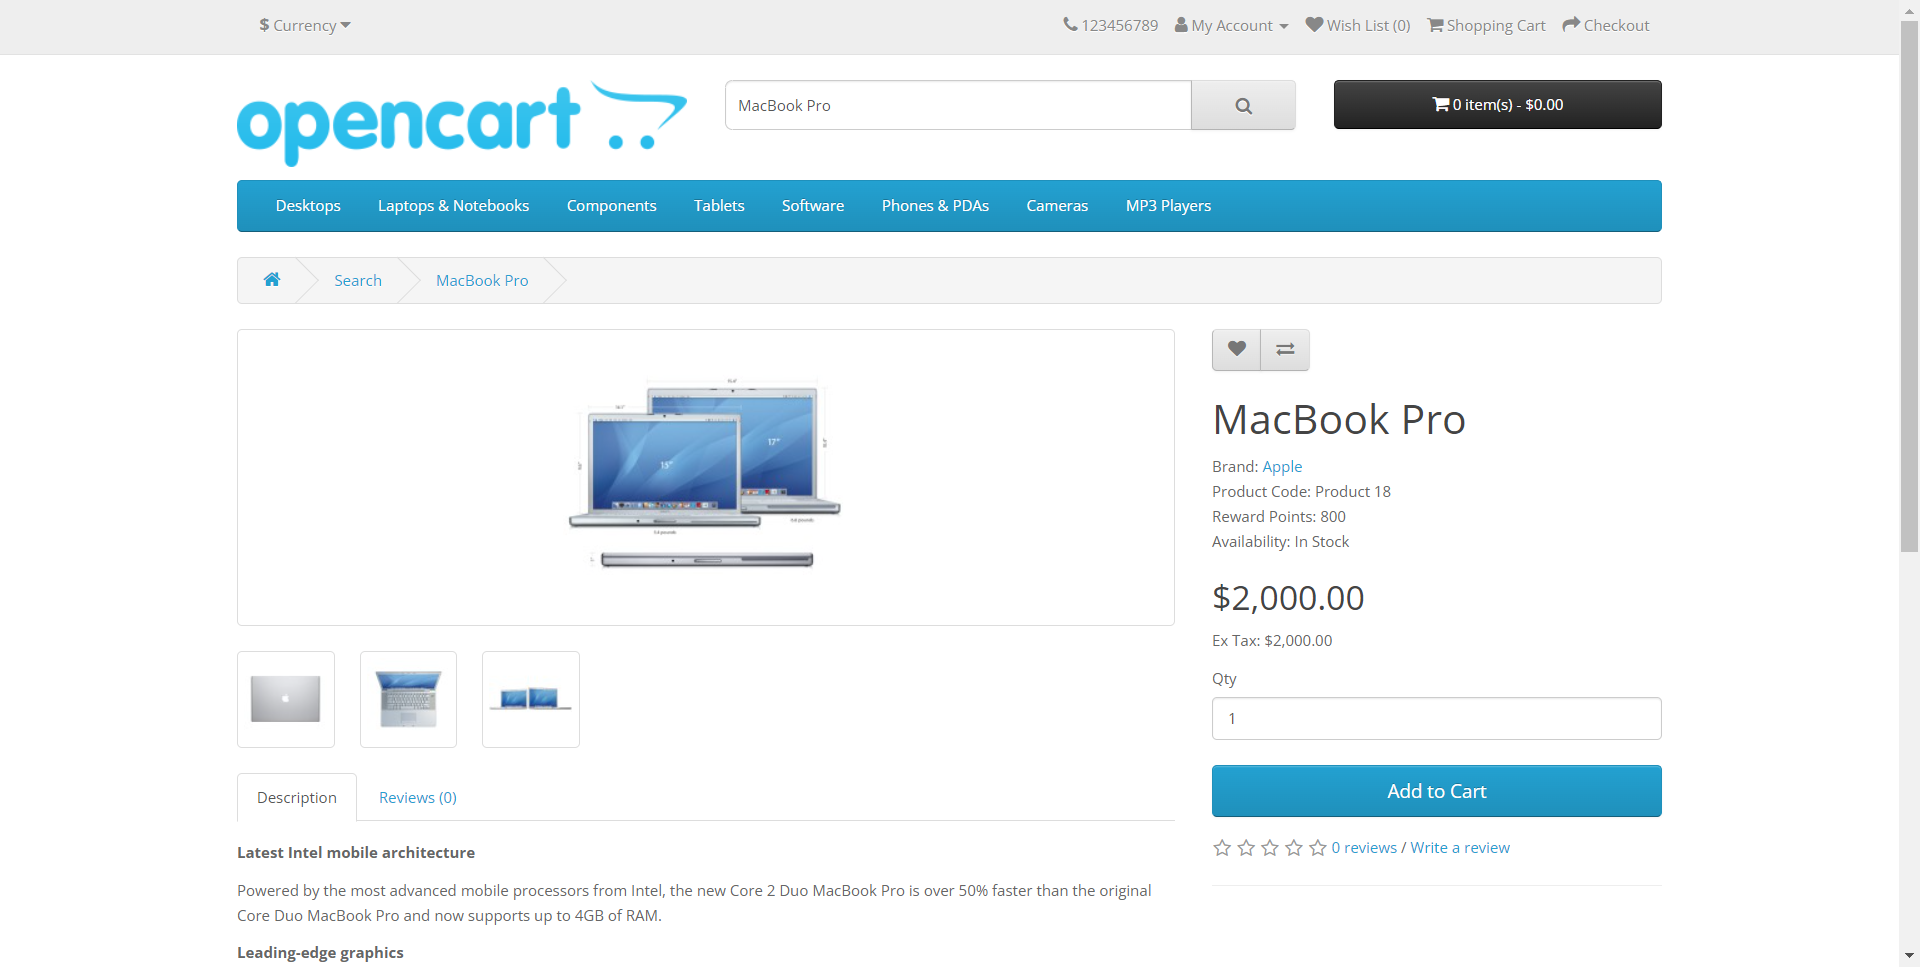 $ Currency
123456789 My Account Wish List (0) Shopping Cart Checkout
opencart
MacBook Pro
0 item(s) - $0.00
Desktops Laptops & Notebooks Components Tablets Software Phones & PDAs Cameras MP3 Players
Search MacBook Pro
15"
17"
MacBook Pro
Brand: Apple
Product Code: Product 18
Reward Points: 800
Availability: In Stock
$2,000.00
Ex Tax: $2,000.00
Qty
1
Add to Cart
0 reviews / Write a review
Description Reviews (0)
Latest Intel mobile architecture
Powered by the most advanced mobile processors from Intel, the new Core 2 Duo MacBook Pro is over 50% faster than the original
Core Duo MacBook Pro and now supports up to 4GB of RAM.
Leading-edge graphics